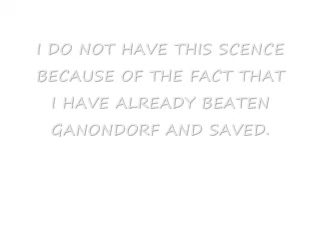 I DO NOT HAVE THIS SCENCE
BECAUSE OF THE FACT THAT
I HAVE ALREADY BEATEN
GANONDORF AND SAVED.